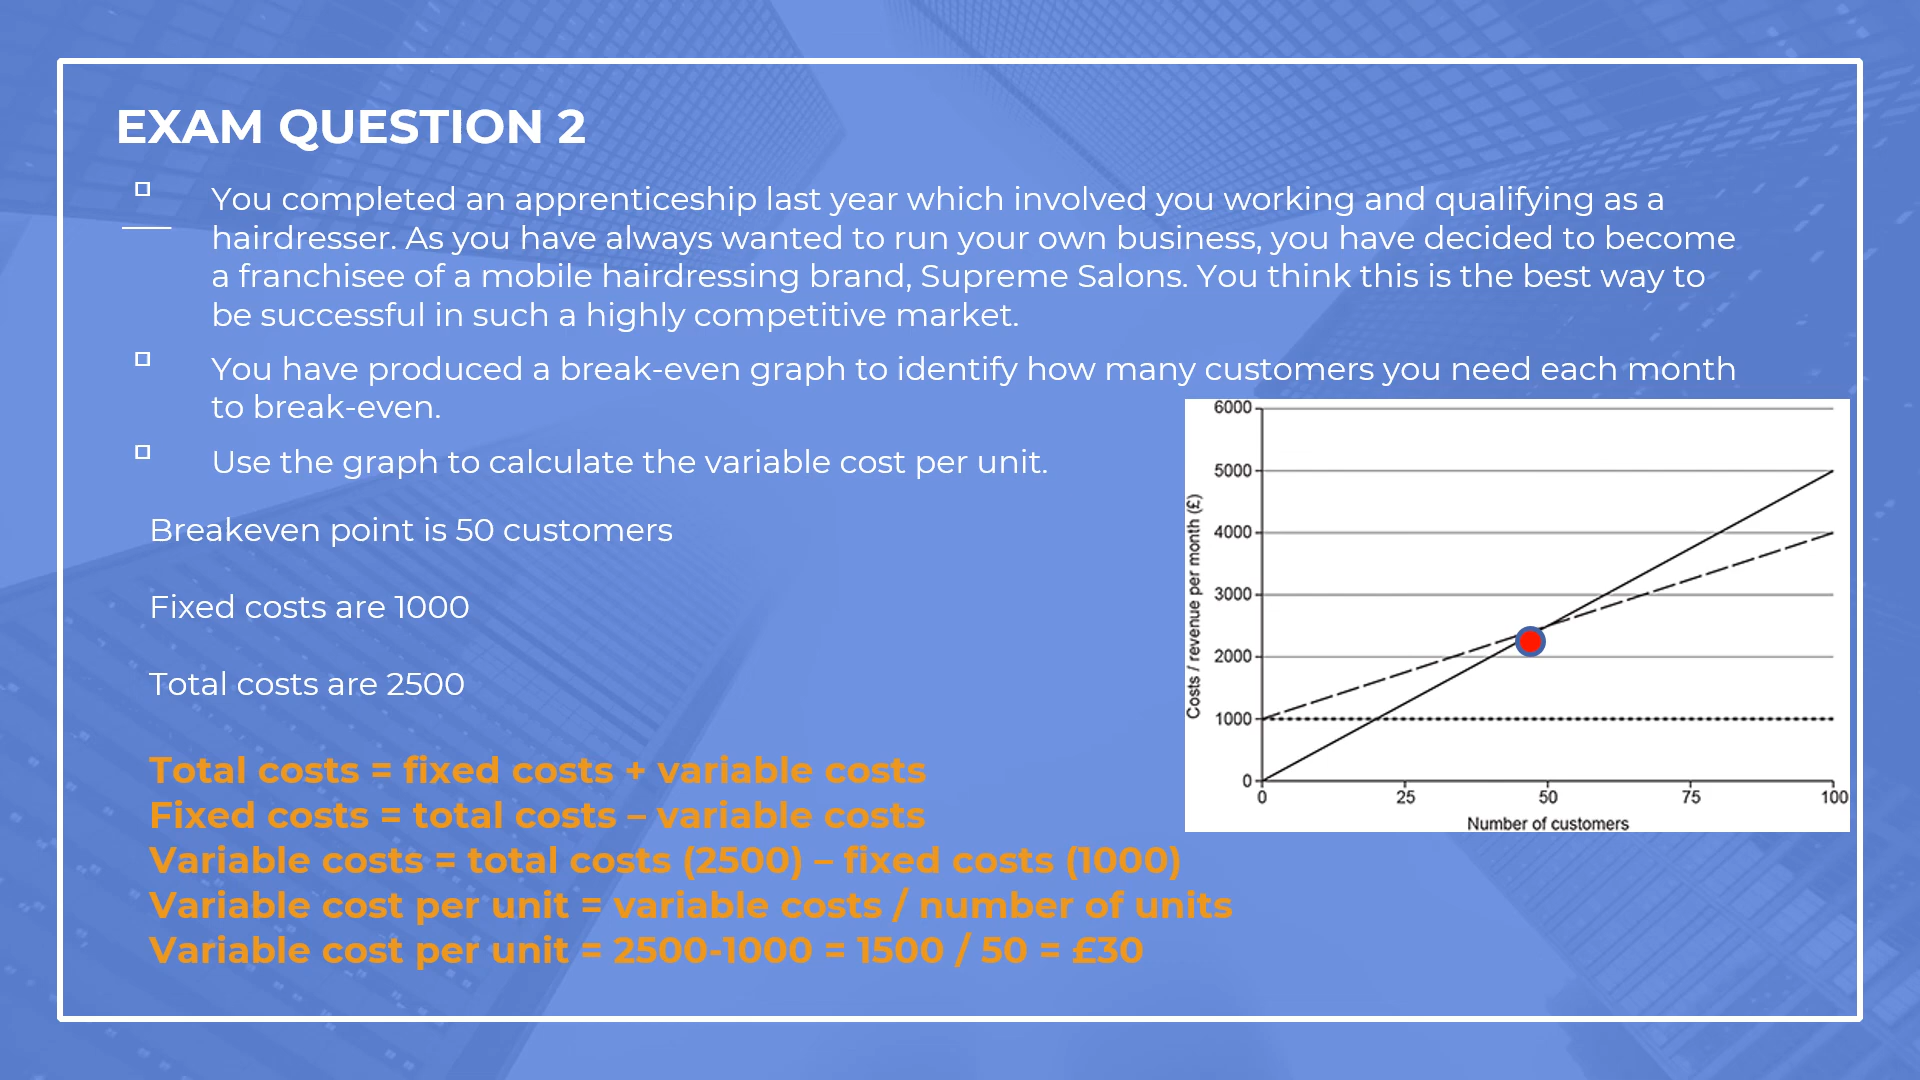 EXAM QUESTION 2
You completed an apprenticeship last year which involved you working and qualifying as a
hairdresser. As you have always wanted to run your own business, you have decided to become
a franchisee of a mobile hairdressing brand, Supreme Salons. You think this is the best way to
be successful in such a highly competitive market.
You have produced a break-even graph to identify how many customers you need each month
to break-even.
Use the graph to calculate the variable cost per unit.
Breakeven point is 50 customers
Fixed costs are 1000
Total costs are 2500
Total costs = fixed costs + variable costs
Fixed costs = total costs – variable costs
Variable costs = total costs (2500) – fixed costs (1000)
Variable cost per unit = variable costs / number of units
Variable cost per unit = 2500-1000 = 1500 / 50 = £30
Costs / revenue per month (£)
6000
5000
4000
3000
2000
1000
0
0 25 50 75 100
Number of customers